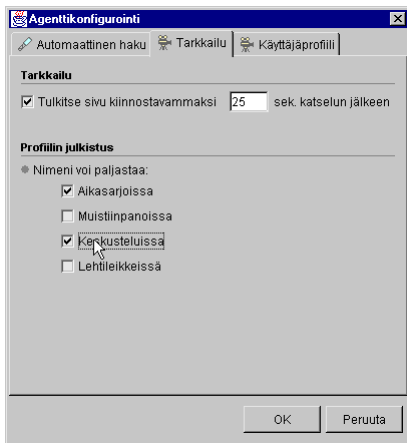 Agenttikonfigurointi
Automaattinen haku Tarkkailu Käyttäjäprofiili
Tarkkailu
Tulkitse sivu kiinnostavammaksi 25 sek. katselun jälkeen
Profiilin julkistus
Nimeni voi paljastaa:
Aikasarjoissa
Muistiinpanoissa
Keskusteluissa
Lehtileikkeissä
OK Peruuta